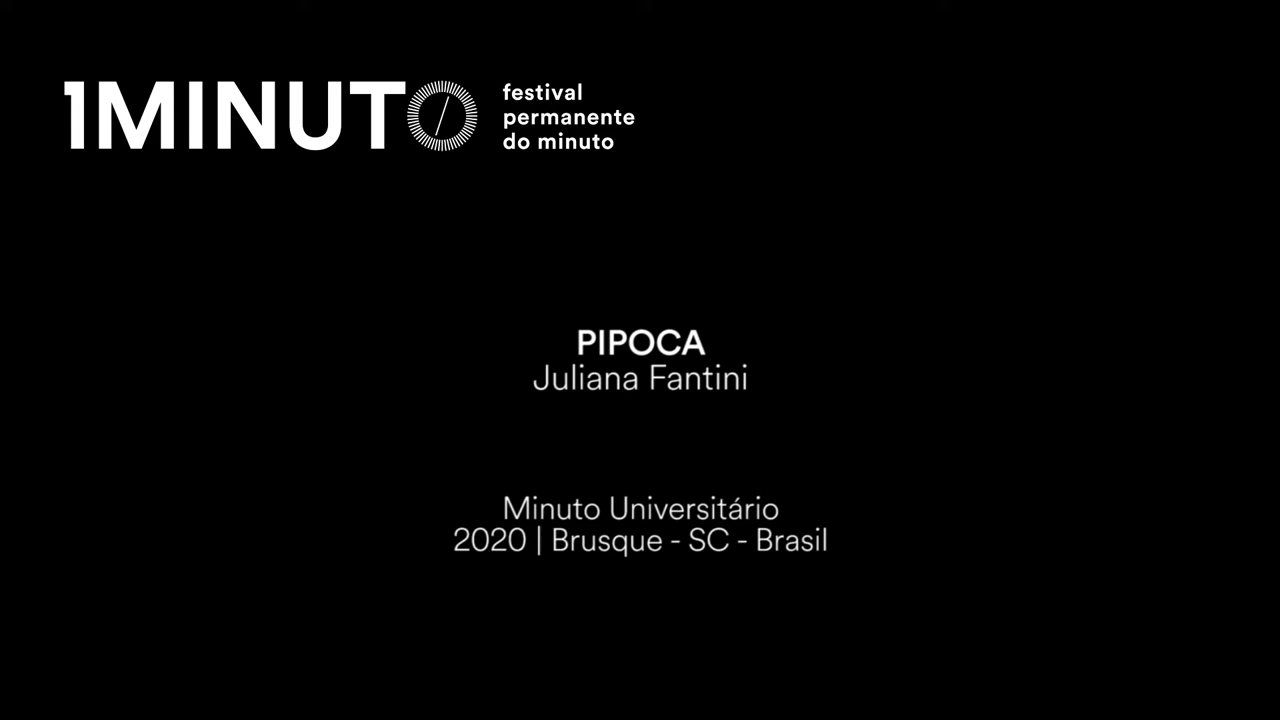 1MINUTO
festival
permanente
do minuto
PIPOCA
Juliana Fantini
Minuto Universitário
2020 | Brusque - SC - Brasil